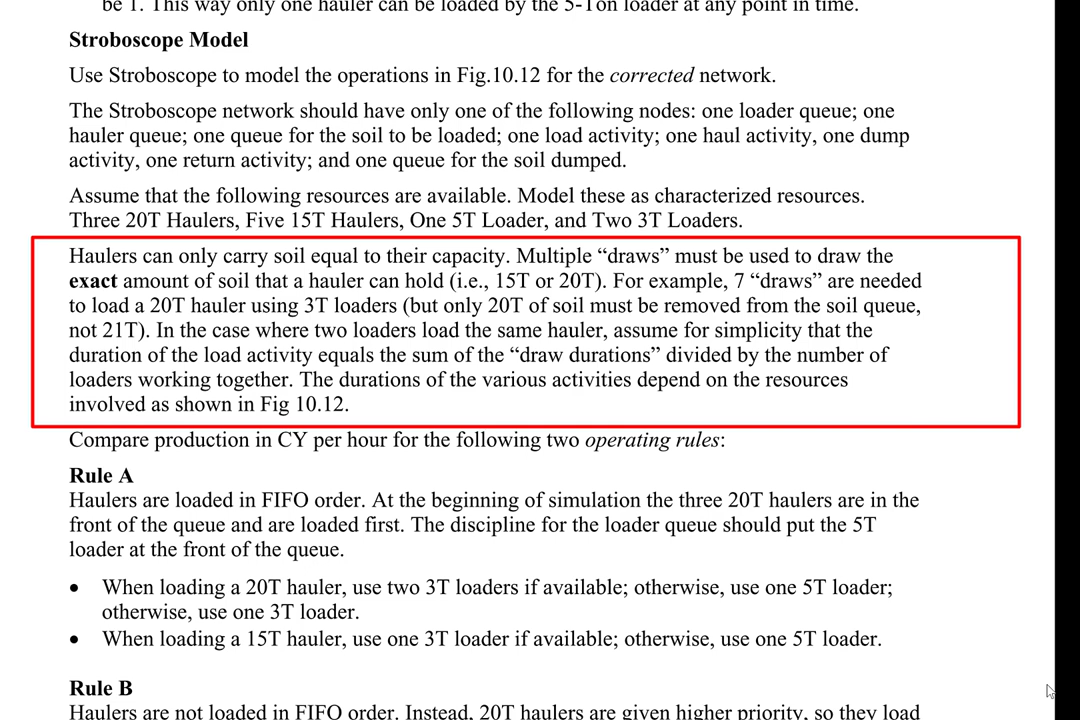 be 1. This way only one hauler can be loaded by the 5-Ton loader at any point in time.
Stroboscope Model
Use Stroboscope to model the operations in Fig.10.12 for the corrected network.
The Stroboscope network should have only one of the following nodes: one loader queue; one
hauler queue; one queue for the soil to be loaded; one load activity; one haul activity, one dump
activity, one return activity; and one queue for the soil dumped.
Assume that the following resources are available. Model these as characterized resources.
Three 20T Haulers, Five 15T Haulers, One 5T Loader, and Two 3T Loaders.
Haulers can only carry soil equal to their capacity. Multiple “draws” must be used to draw the
exact amount of soil that a hauler can hold (i.e., 15T or 20T). For example, 7 “draws” are needed
to load a 20T hauler using 3T loaders (but only 20T of soil must be removed from the soil queue,
not 21T). In the case where two loaders load the same hauler, assume for simplicity that the
duration of the load activity equals the sum of the “draw durations” divided by the number of
loaders working together. The durations of the various activities depend on the resources
involved as shown in Fig 10.12.
Compare production in CY per hour for the following two operating rules:
Rule A
Haulers are loaded in FIFO order. At the beginning of simulation the three 20T haulers are in the
front of the queue and are loaded first. The discipline for the loader queue should put the 5T
loader at the front of the queue.
• When loading a 20T hauler, use two 3T loaders if available; otherwise, use one 5T loader;
otherwise, use one 3T loader.
• When loading a 15T hauler, use one 3T loader if available; otherwise, use one 5T loader.
Rule B
Haulers are not loaded in FIFO order. Instead, 20T haulers are given higher priority, so they load